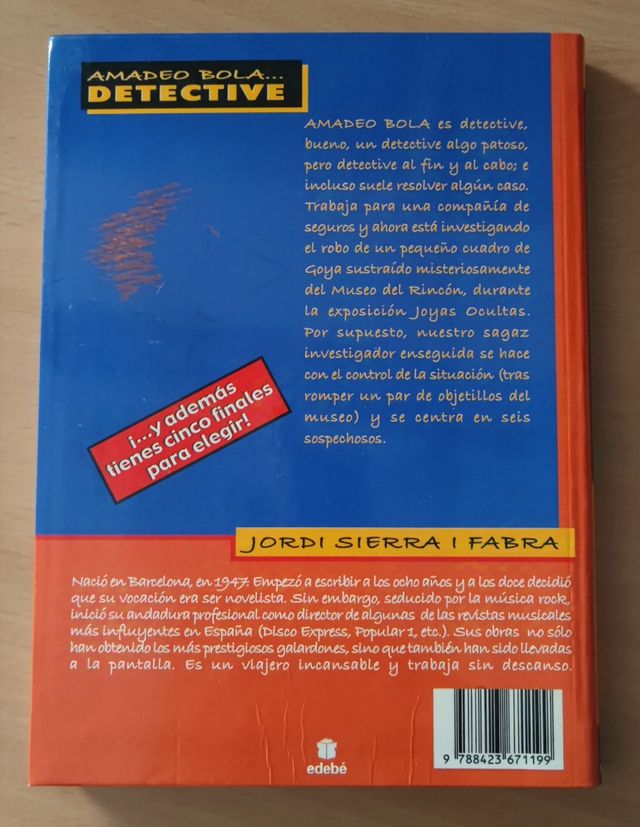 AMADEO BOLA...
DETECTIVE
AMADEO BOLA es detective,
bueno, un detective algo patoso,
pero detective al fin y al cabo; e
incluso suele resolver algún caso.
Trabaja para una compañía de
seguros y ahora está investigando
el robo de un pequeño cuadro de
Goya sustraído misteriosamente
del Museo del Rincón, durante
la exposición Joyas Ocultas.
Por supuesto, nuestro sagaz
investigador enseguida se hace
con el control de la situación (tras
romper un par de objetillos del
museo) y se centra en seis
sospechosos.
¡...y además
tienes cinco finales
para elegir!
JORDI SIERRA I FABRA
Nació en Barcelona, en 1947. Empezó a escribir a los ocho años y a los doce decidió
que su vocación era ser novelista. Sin embargo, seducido por la música rock,
inició su andadura profesional como director de algunas de las revistas musicales
más influyentes en España (Disco Express, Popular 1, etc.). Sus obras no sólo
han obtenido los más prestigiosos galardones, sino que también han sido llevadas
a la pantalla. Es un viajero incansable y trabaja sin descanso.
edebé
9 788423 671199